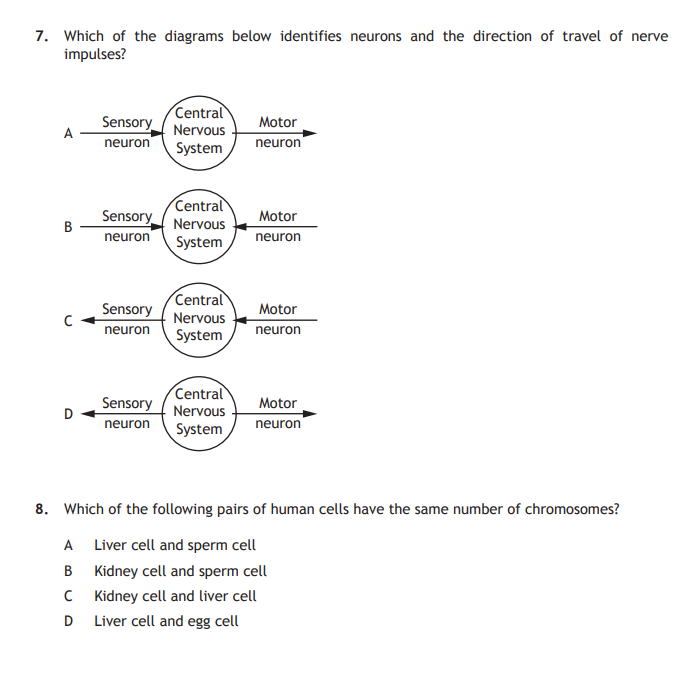 7. Which of the diagrams below identifies neurons and the direction of travel of nerve
impulses?
A Sensory neuron Central Nervous System Motor neuron
B Sensory neuron Central Nervous System Motor neuron
C Sensory neuron Central Nervous System Motor neuron
D Sensory neuron Central Nervous System Motor neuron
8. Which of the following pairs of human cells have the same number of chromosomes?
A Liver cell and sperm cell
B Kidney cell and sperm cell
C Kidney cell and liver cell
D Liver cell and egg cell